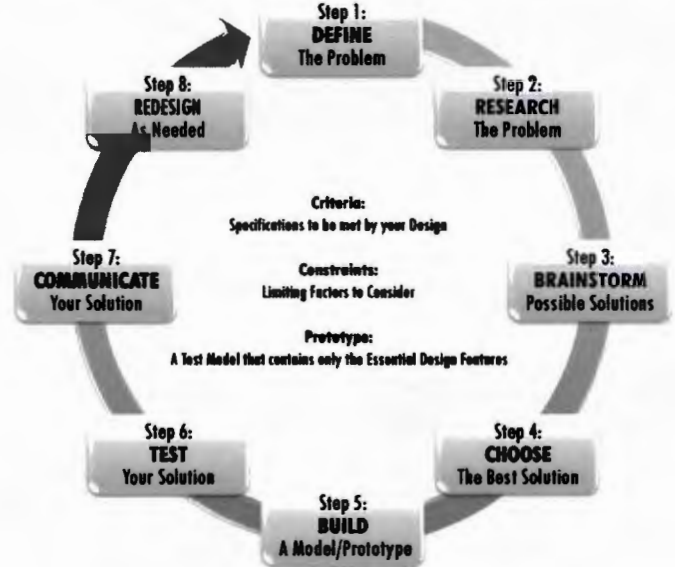 Step 1:
DEFINE
The Problem
Step 2:
RESEARCH
The Problem
Step 3:
BRAINSTORM
Possible Solutions
Step 4:
CHOOSE
The Best Solution
Step 5:
BUILD
A Model/Prototype
Step 6:
TEST
Your Solution
Step 7:
COMMUNICATE
Your Solution
Step 8:
REDESIGN
As Needed
Criteria:
Specifications to be met by your Design
Constraints:
Limiting Factors to Consider
Prototype:
A Test Model that contains only the Essential Design Features